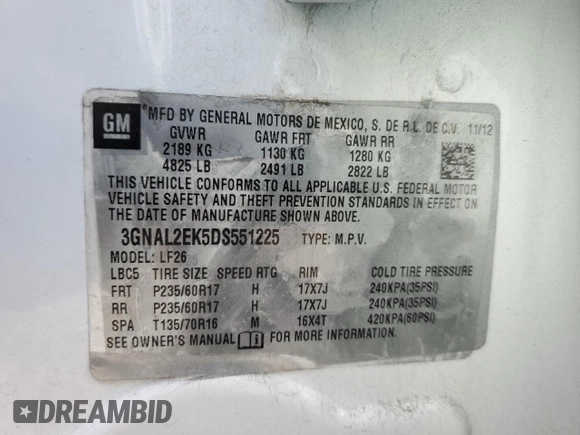 GM
MFD BY GENERAL MOTORS DE MEXICO, S. DE R.L. DE C.V. 11/12
GVWR GAWR FRT GAWR RR
2189 KG 1130 KG 1280 KG
4825 LB 2491 LB 2822 LB
THIS VEHICLE CONFORMS TO ALL APPLICABLE U.S. FEDERAL MOTOR
VEHICLE SAFETY AND THEFT PREVENTION STANDARDS IN EFFECT ON
THE DATE OF MANUFACTURE SHOWN ABOVE.
3GNAL2EK5DS551225 TYPE: M.P.V.
MODEL: LF26
LBC5 TIRE SIZE SPEED RTG RIM COLD TIRE PRESSURE
FRT P235/60R17 H 17X7J 240KPA(35PSI)
RR P235/60R17 H 17X7J 240KPA(35PSI)
SPA T135/70R16 M 16X4T 420KPA(60PSI)
SEE OWNER'S MANUAL FOR MORE INFORMATION.
DREAMBID